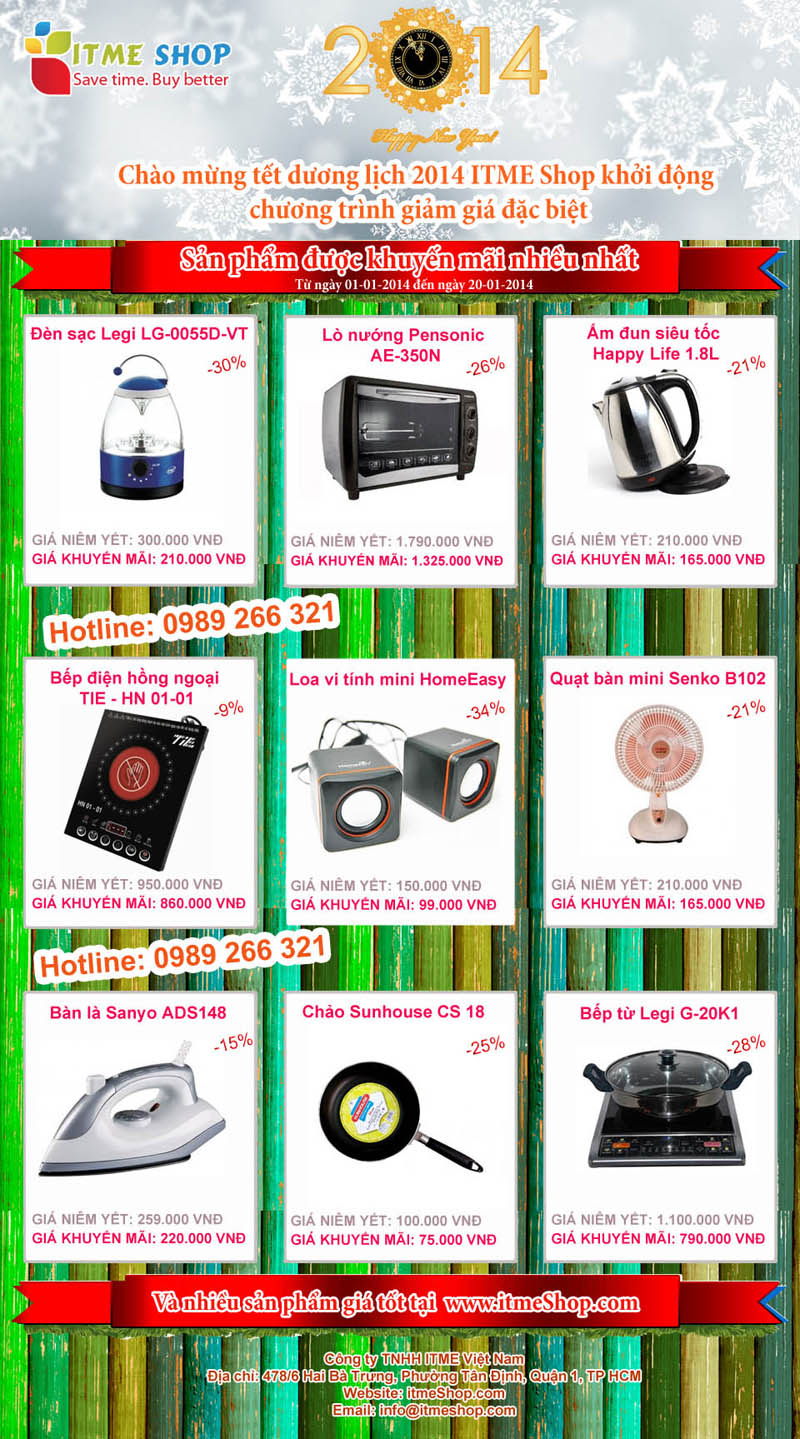 ITME SHOP
Save time. Buy better
2014
Happy New Year!
Chào mừng tết dương lịch 2014 ITME Shop khởi động
chương trình giảm giá đặc biệt
Sản phẩm được khuyến mãi nhiều nhất
Từ ngày 01-01-2014 đến ngày 20-01-2014
Đèn sạc Legi LG-0055D-VT
-30%
GIÁ NIÊM YẾT: 300.000 VNĐ
GIÁ KHUYẾN MÃI: 210.000 VNĐ
Lò nướng Pensonic
AE-350N
-26%
GIÁ NIÊM YẾT: 1.790.000 VNĐ
GIÁ KHUYẾN MÃI: 1.325.000 VNĐ
Ấm đun siêu tốc
Happy Life 1.8L
-21%
GIÁ NIÊM YẾT: 210.000 VNĐ
GIÁ KHUYẾN MÃI: 165.000 VNĐ
Hotline: 0989 266 321
Bếp điện hồng ngoại
TIE - HN 01-01
-9%
TIE
HN 01 - 01
GIÁ NIÊM YẾT: 950.000 VNĐ
GIÁ KHUYẾN MÃI: 860.000 VNĐ
Loa vi tính mini HomeEasy
-34%
GIÁ NIÊM YẾT: 150.000 VNĐ
GIÁ KHUYẾN MÃI: 99.000 VNĐ
Quạt bàn mini Senko B102
-21%
GIÁ NIÊM YẾT: 210.000 VNĐ
GIÁ KHUYẾN MÃI: 165.000 VNĐ
Hotline: 0989 266 321
Bàn là Sanyo ADS148
-15%
GIÁ NIÊM YẾT: 259.000 VNĐ
GIÁ KHUYẾN MÃI: 220.000 VNĐ
Chảo Sunhouse CS 18
-25%
GIÁ NIÊM YẾT: 100.000 VNĐ
GIÁ KHUYẾN MÃI: 75.000 VNĐ
Bếp từ Legi G-20K1
-28%
GIÁ NIÊM YẾT: 1.100.000 VNĐ
GIÁ KHUYẾN MÃI: 790.000 VNĐ
Và nhiều sản phẩm giá tốt tại www.itmeShop.com
Công ty TNHH ITME Việt Nam
Địa chỉ: 478/6 Hai Bà Trưng, Phường Tân Định, Quận 1, TP HCM
Website: itmeShop.com
Email: info@itmeshop.com